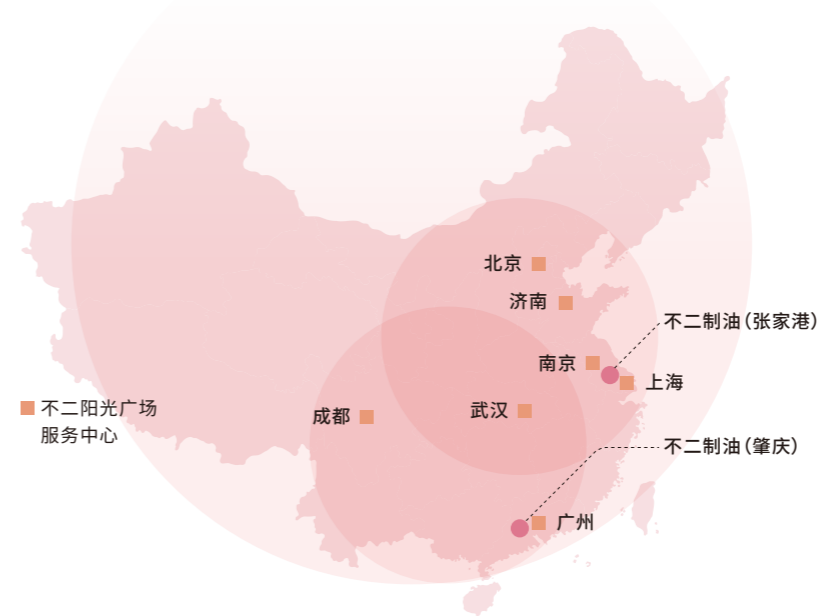 北京
济南
不二制油(张家港)
南京
上海
不二阳光广场
服务中心
成都
武汉
不二制油(肇庆)
广州